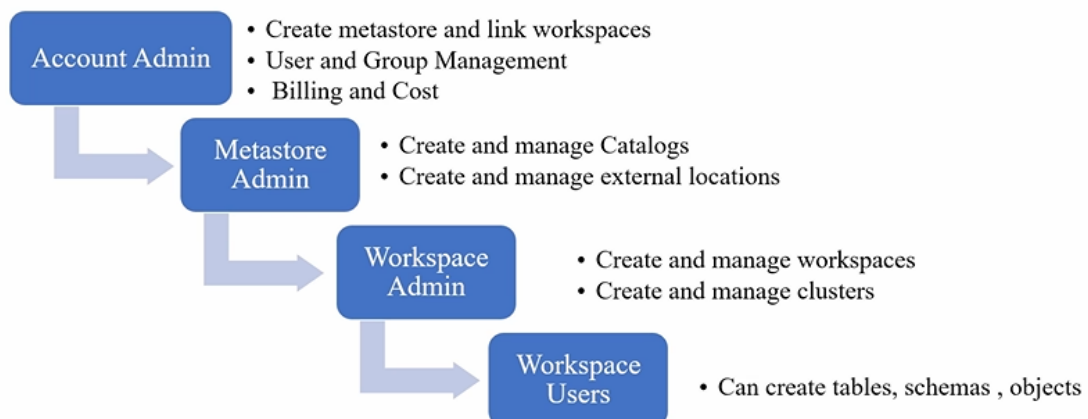 Account Admin
• Create metastore and link workspaces
• User and Group Management
• Billing and Cost
Metastore
Admin
• Create and manage Catalogs
• Create and manage external locations
Workspace
Admin
• Create and manage workspaces
• Create and manage clusters
Workspace
Users
• Can create tables, schemas , objects